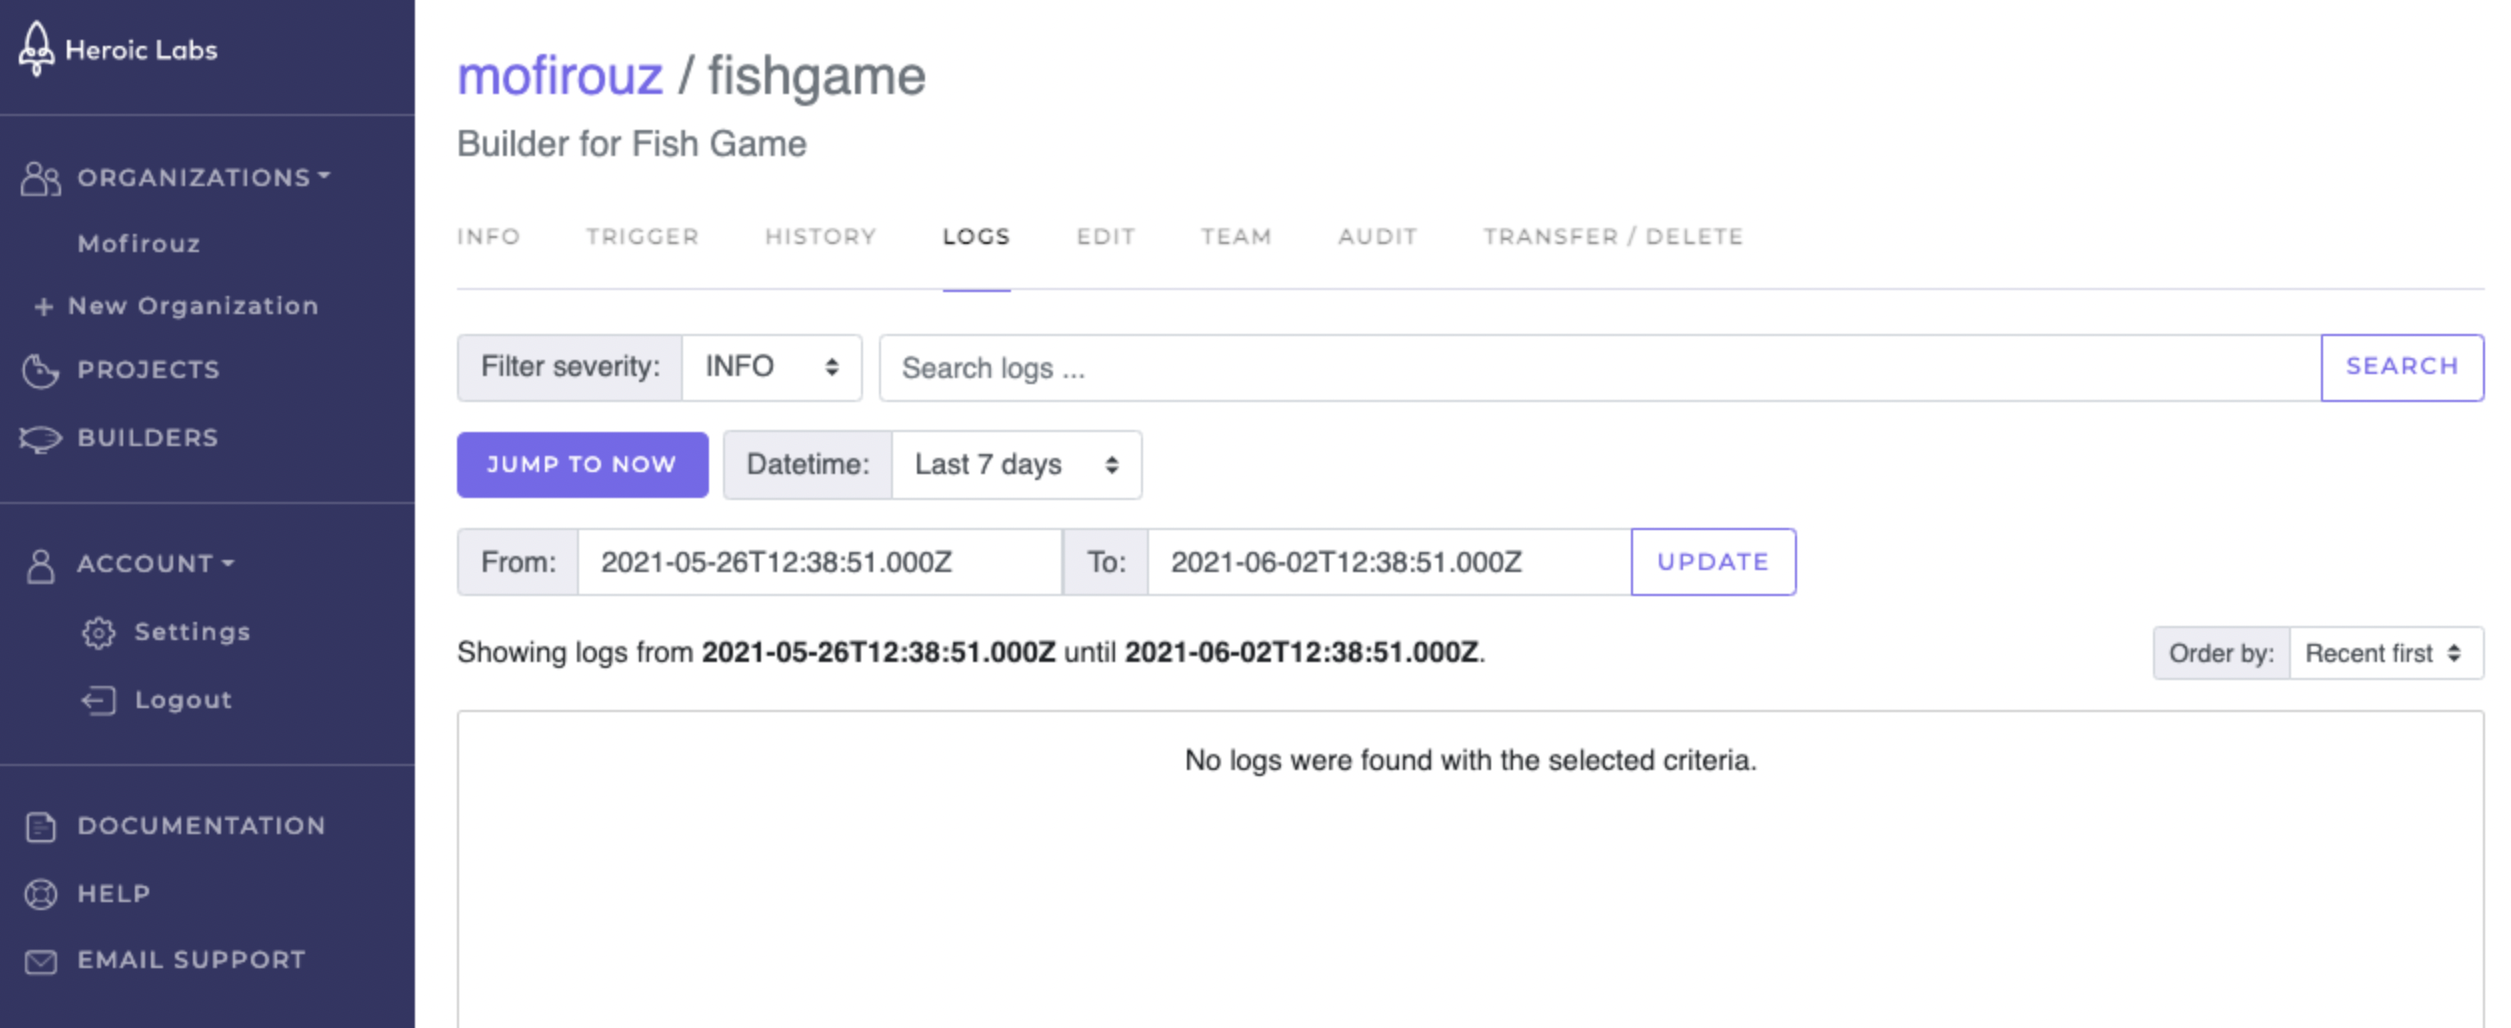 Heroic Labs
ORGANIZATIONS
Mofirouz
+ New Organization
PROJECTS
BUILDERS
ACCOUNT
Settings
Logout
DOCUMENTATION
HELP
EMAIL SUPPORT
mofirouz / fishgame
Builder for Fish Game
INFO TRIGGER HISTORY LOGS EDIT TEAM AUDIT TRANSFER / DELETE
Filter severity: INFO Search logs ... SEARCH
JUMP TO NOW Datetime: Last 7 days
From: 2021-05-26T12:38:51.000Z To: 2021-06-02T12:38:51.000Z UPDATE
Showing logs from 2021-05-26T12:38:51.000Z until 2021-06-02T12:38:51.000Z. Order by: Recent first
No logs were found with the selected criteria.